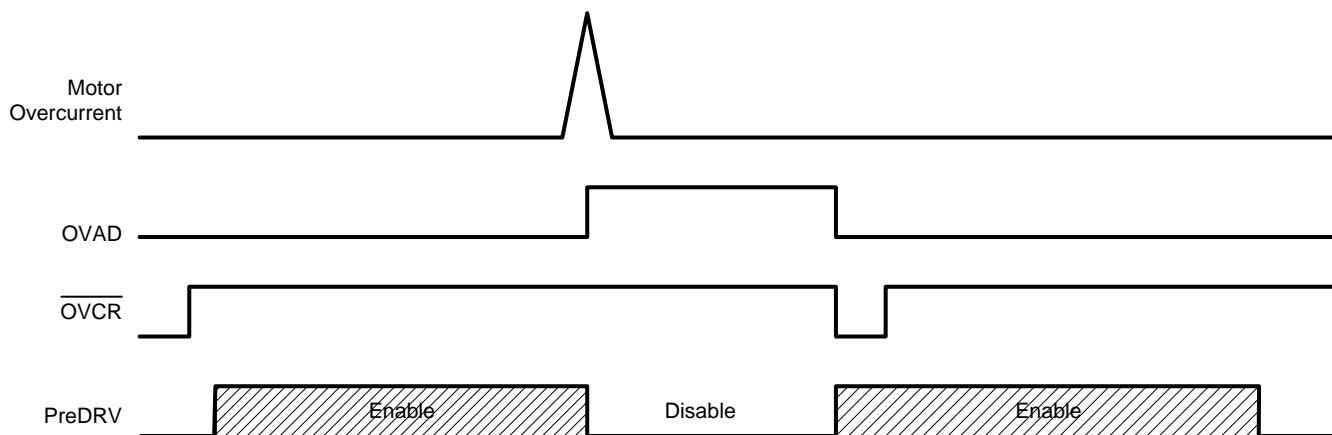 Motor
Overcurrent
OVAD
OVCR
PreDRV
Enable
Disable
Enable